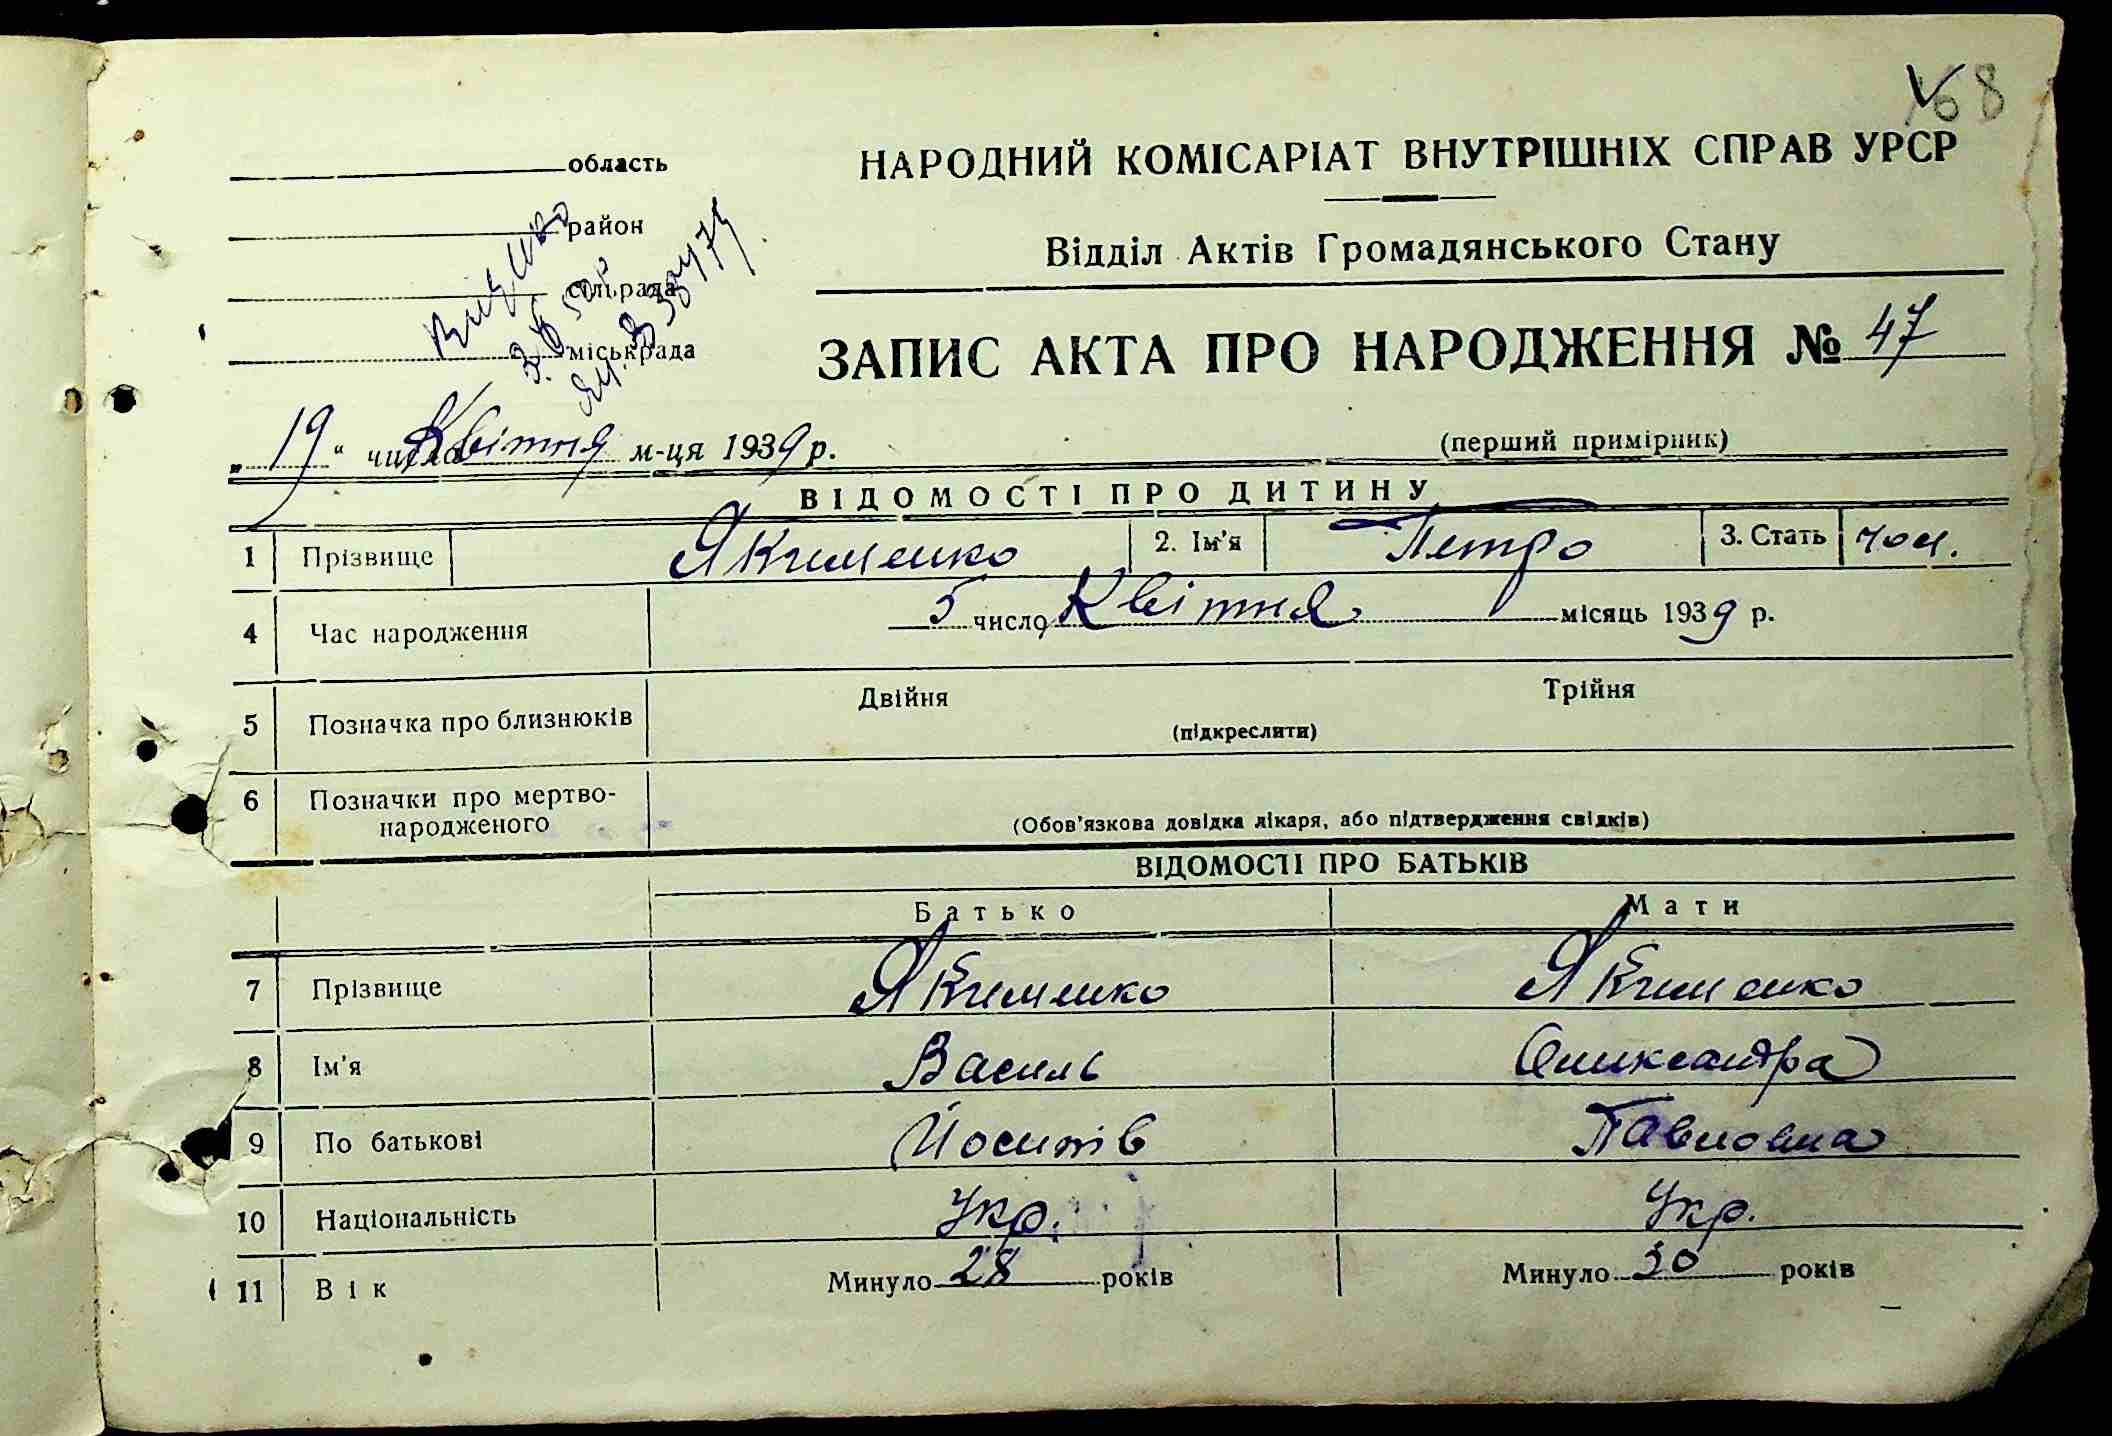 68
область
НАРОДНИЙ КОМІСАРІАТ ВНУТРІШНІХ СПРАВ УРСР
район
Відділ Актів Громадянського Стану
сільрада
міськрада
ЗАПИС АКТА ПРО НАРОДЖЕННЯ № 47
„ 19 “ число Квітня м-ця 1939 р.
(перший примірник)
ВІДОМОСТІ ПРО ДИТИНУ
1 Прізвище Якименко 2. Ім'я Петро 3. Стать чол.
4 Час народження 5 число Квітня місяць 1939 р.
5 Позначка про близнюків Двійня Трійня
(підкреслити)
6 Позначки про мертво-
народженого
(Обов'язкова довідка лікаря, або підтвердження свідків)
ВІДОМОСТІ ПРО БАТЬКІВ
Батько Мати
7 Прізвище Якименко Якименко
8 Ім'я Василь Олександра
9 По батькові Йосипів Павловна
10 Національність Укр. Укр.
11 Вік Минуло 28 років Минуло 30 років